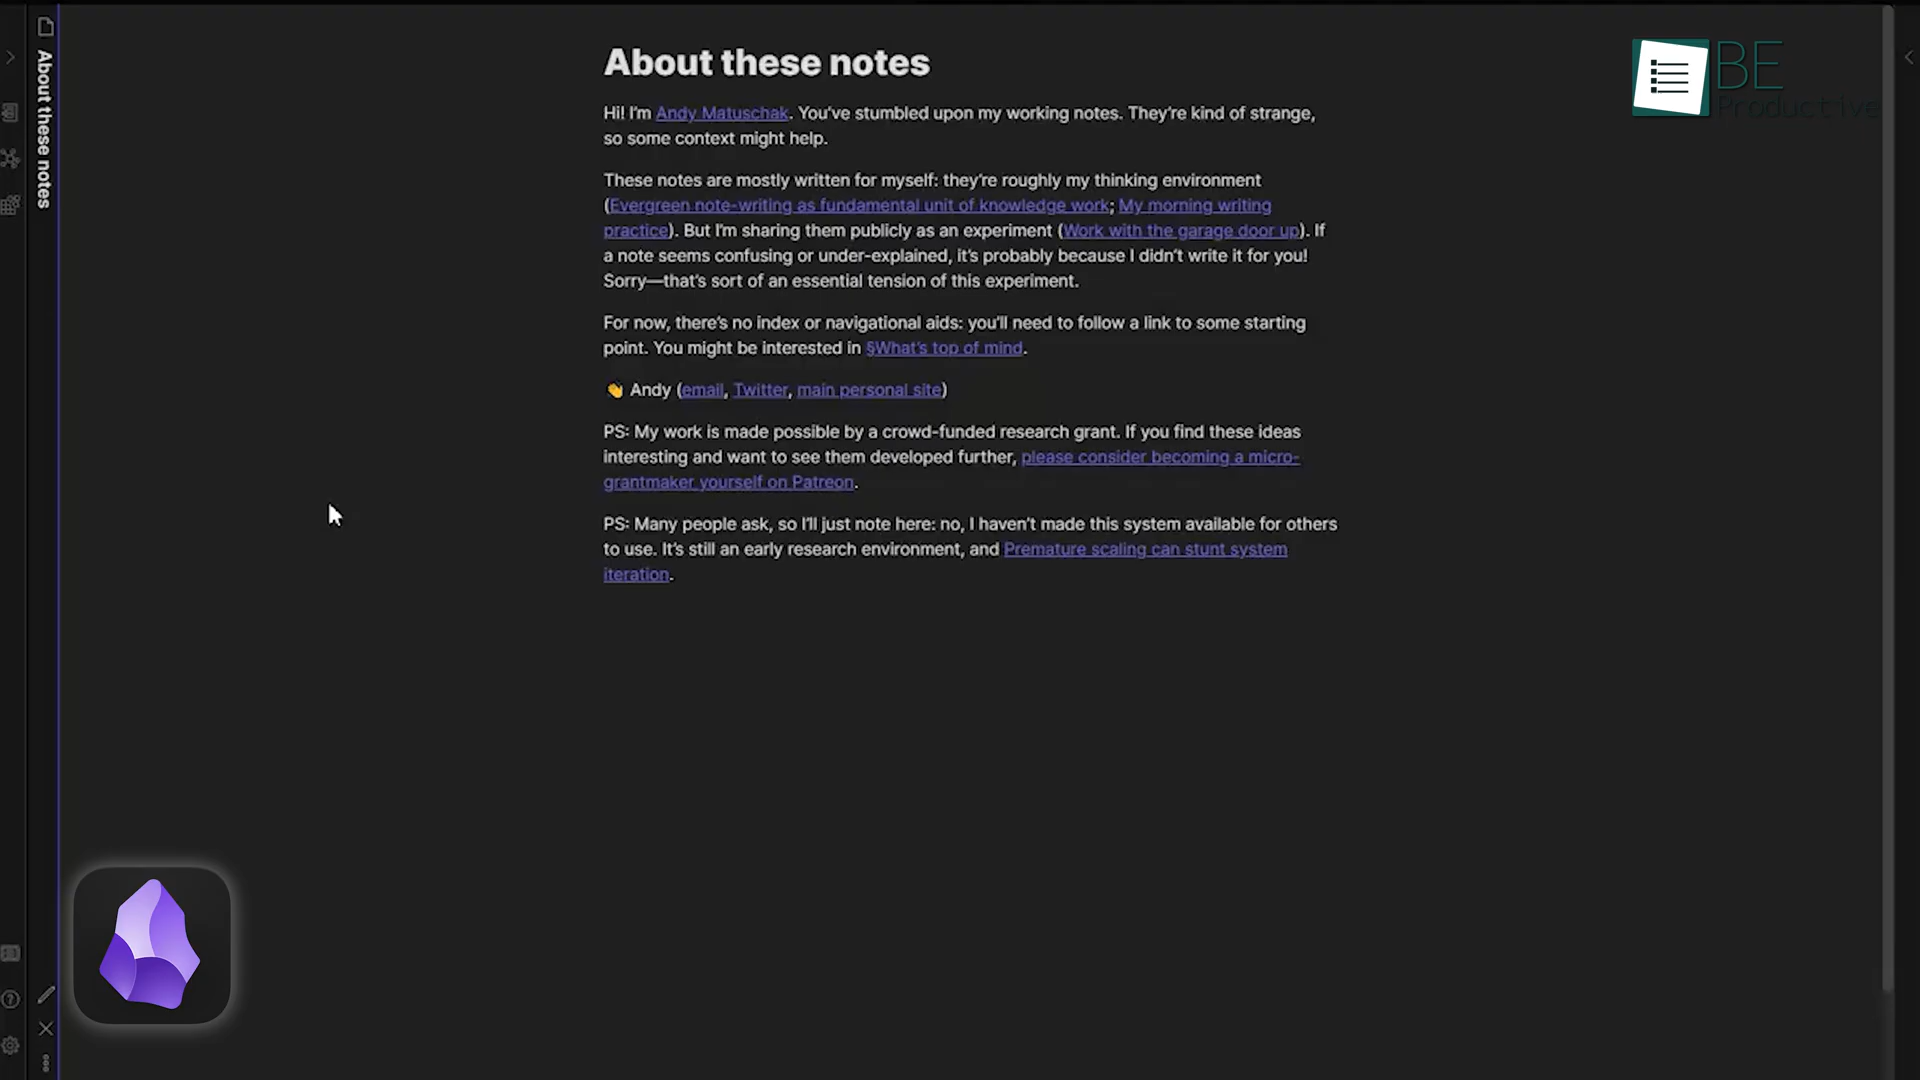 About these notes
About these notes
BE
Productive
Hi! I'm Andy Matuschak. You've stumbled upon my working notes. They're kind of strange,
so some context might help.
These notes are mostly written for myself: they're roughly my thinking environment
(Evergreen note-writing as fundamental unit of knowledge work; My morning writing
practice). But I'm sharing them publicly as an experiment (Work with the garage door up). If
a note seems confusing or under-explained, it's probably because I didn't write it for you!
Sorry—that's sort of an essential tension of this experiment.
For now, there's no index or navigational aids: you'll need to follow a link to some starting
point. You might be interested in §What's top of mind.
👋 Andy (email, Twitter, main personal site)
PS: My work is made possible by a crowd-funded research grant. If you find these ideas
interesting and want to see them developed further, please consider becoming a micro-
grantmaker yourself on Patreon.
PS: Many people ask, so I'll just note here: no, I haven't made this system available for others
to use. It's still an early research environment, and Premature scaling can stunt system
iteration.